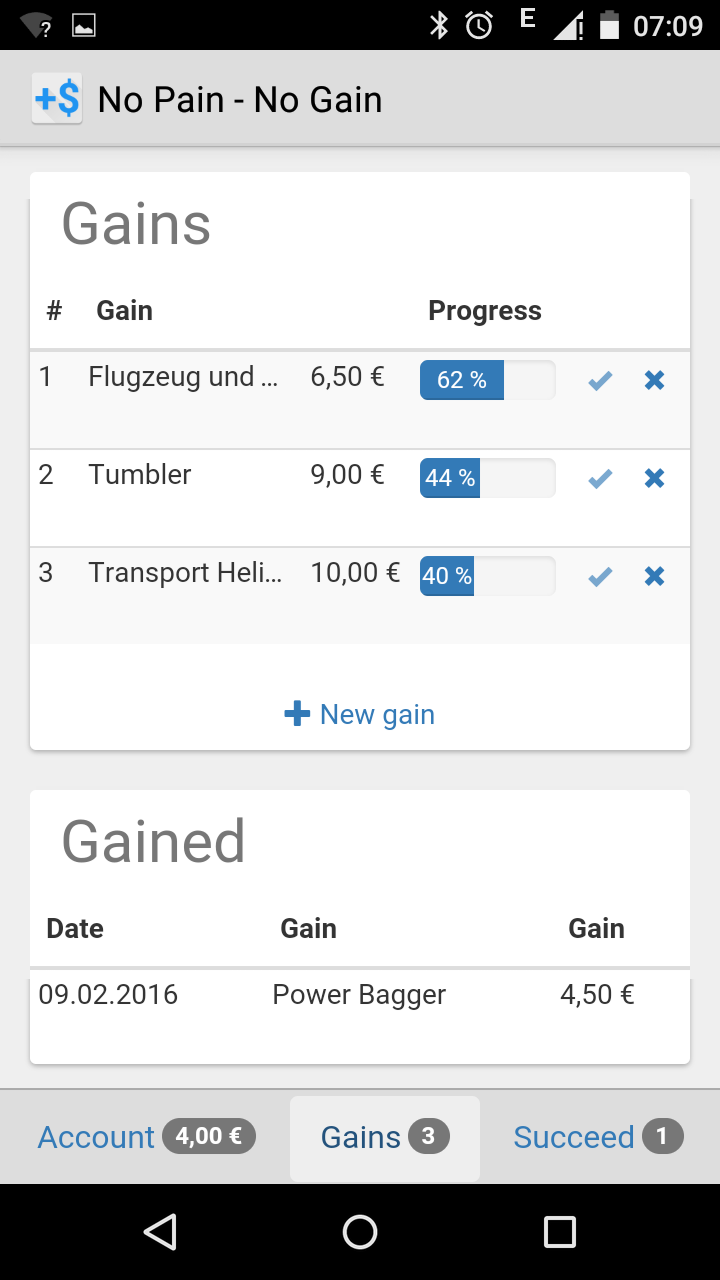 E 07:09
+$ No Pain - No Gain
Gains
# Gain Progress
1 Flugzeug und ... 6,50 € 62 %
2 Tumbler 9,00 € 44 %
3 Transport Heli... 10,00 € 40 %
New gain
Gained
Date Gain Gain
09.02.2016 Power Bagger 4,50 €
Account 4,00 € Gains 3 Succeed 1